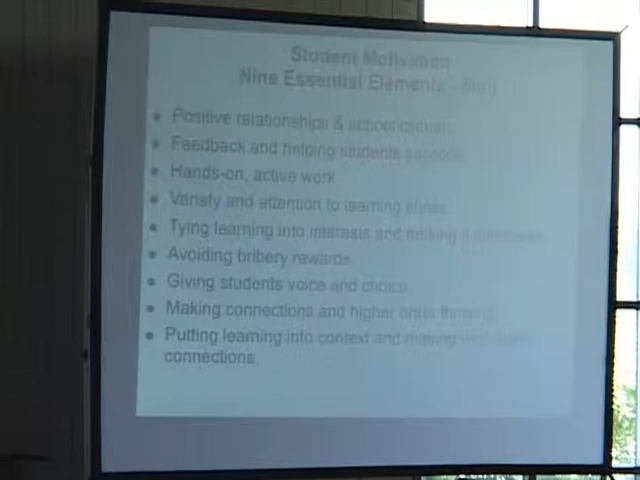 Student Motivation
Nine Essential Elements -
• Positive relationships & school climate
• Feedback and helping students succeed
• Hands-on, active work
• Variety and attention to learning styles
• Tying learning into interests and making it
• Avoiding bribery rewards
• Giving students voice and choice
• Making connections and higher order thinking
• Putting learning into context and making
connections.